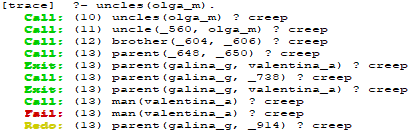 [trace]  ?- uncles(olga_m).
Call: (10) uncles(olga_m) ? creep
Call: (11) uncle(_560, olga_m) ? creep
Call: (12) brother(_604, _606) ? creep
Call: (13) parent(_648, _650) ? creep
Exit: (13) parent(galina_g, valentina_a) ? creep
Call: (13) parent(galina_g, _738) ? creep
Exit: (13) parent(galina_g, valentina_a) ? creep
Call: (13) man(valentina_a) ? creep
Fail: (13) man(valentina_a) ? creep
Redo: (13) parent(galina_g, _914) ? creep